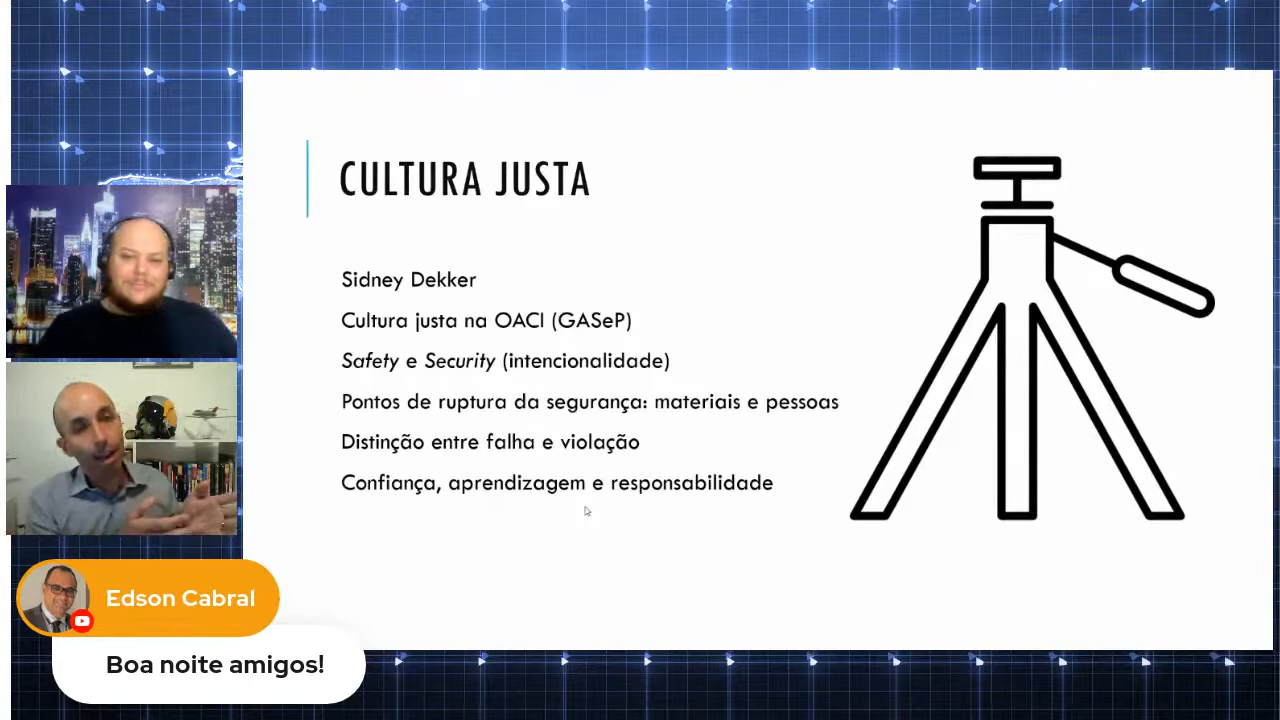 CULTURA JUSTA
Sidney Dekker
Cultura justa na OACI (GASeP)
Safety e Security (intencionalidade)
Pontos de ruptura da segurança: materiais e pessoas
Distinção entre falha e violação
Confiança, aprendizagem e responsabilidade
Edson Cabral
Boa noite amigos!